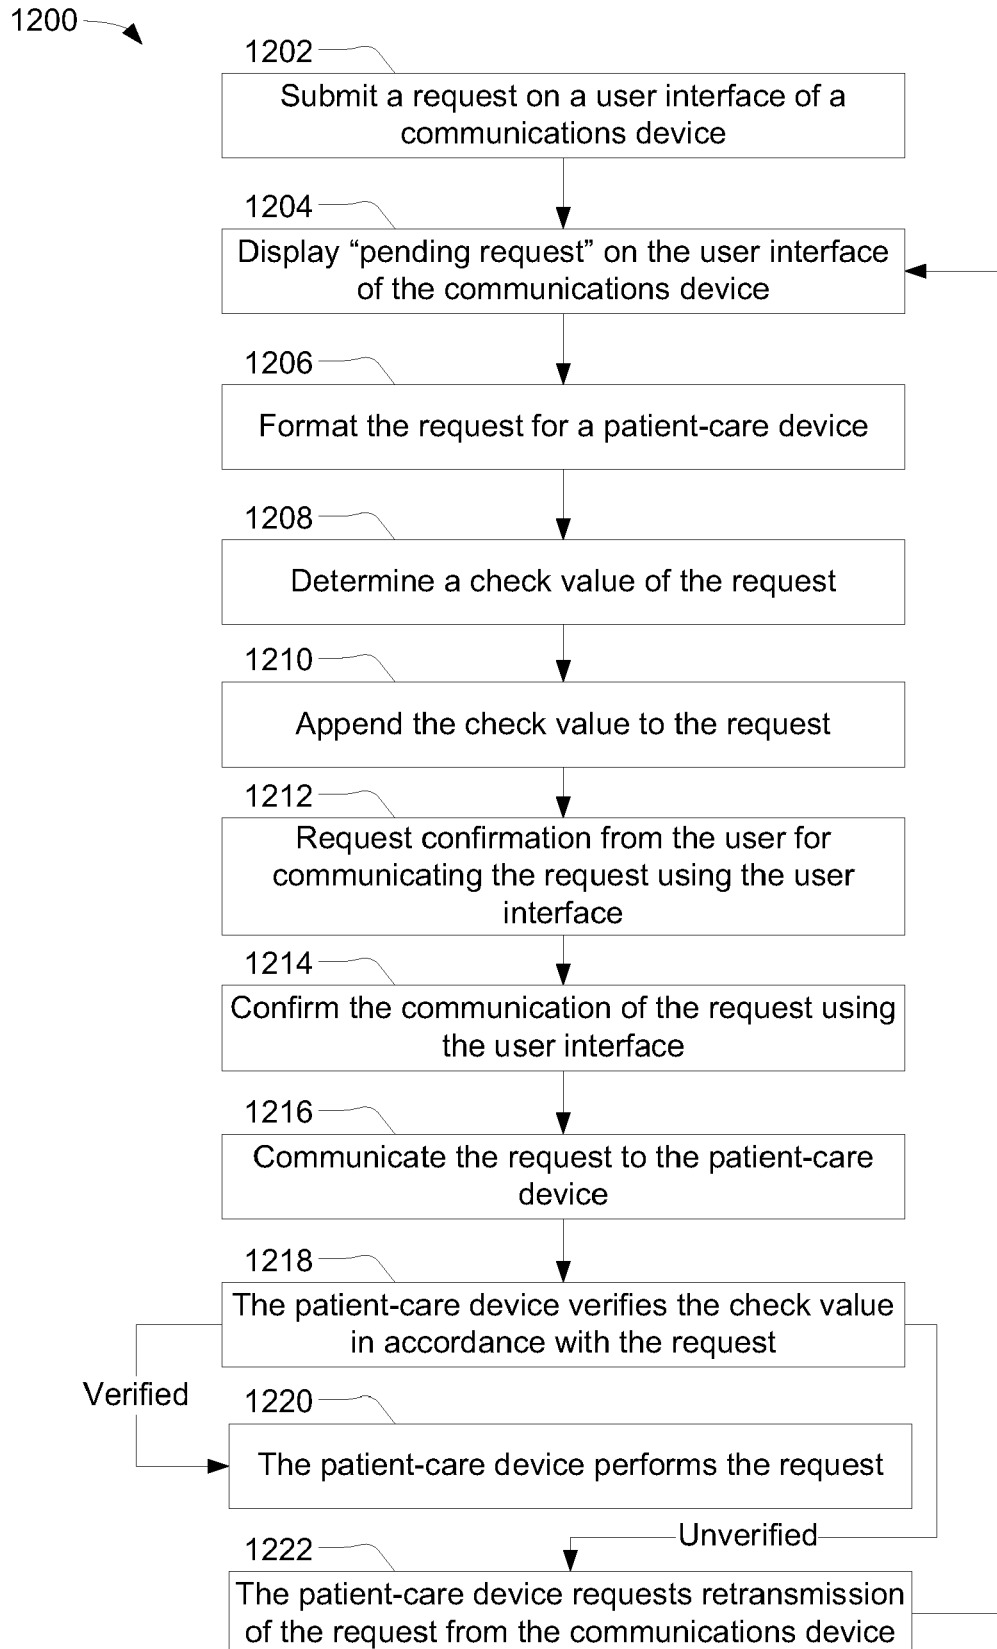 1200
1202
Submit a request on a user interface of a
communications device
1204
Display “pending request” on the user interface
of the communications device
1206
Format the request for a patient-care device
1208
Determine a check value of the request
1210
Append the check value to the request
1212
Request confirmation from the user for
communicating the request using the user
interface
1214
Confirm the communication of the request using
the user interface
1216
Communicate the request to the patient-care
device
1218
The patient-care device verifies the check value
in accordance with the request
Verified
1220
The patient-care device performs the request
Unverified
1222
The patient-care device requests retransmission
of the request from the communications device